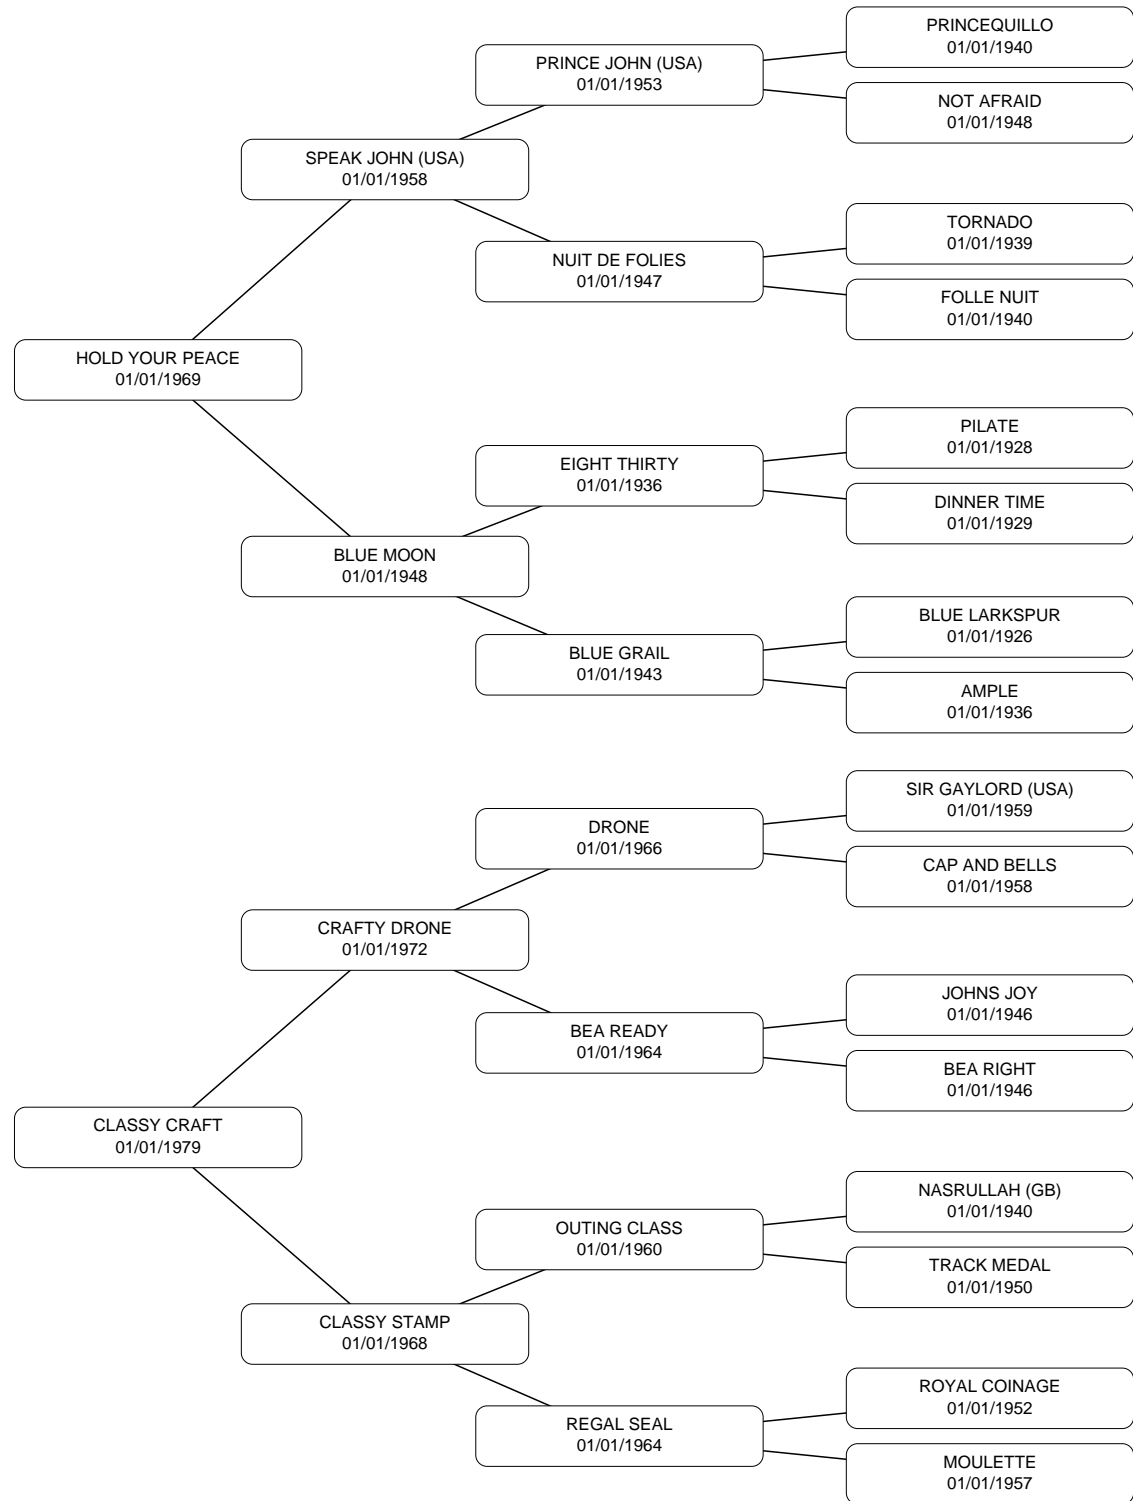 PRINCEQUILLO
01/01/1940
PRINCE JOHN (USA)
01/01/1953
NOT AFRAID
01/01/1948
SPEAK JOHN (USA)
01/01/1958
TORNADO
01/01/1939
NUIT DE FOLIES
01/01/1947
FOLLE NUIT
01/01/1940
HOLD YOUR PEACE
01/01/1969
PILATE
01/01/1928
EIGHT THIRTY
01/01/1936
DINNER TIME
01/01/1929
BLUE MOON
01/01/1948
BLUE LARKSPUR
01/01/1926
BLUE GRAIL
01/01/1943
AMPLE
01/01/1936
SIR GAYLORD (USA)
01/01/1959
DRONE
01/01/1966
CAP AND BELLS
01/01/1958
CRAFTY DRONE
01/01/1972
JOHNS JOY
01/01/1946
BEA READY
01/01/1964
BEA RIGHT
01/01/1946
CLASSY CRAFT
01/01/1979
NASRULLAH (GB)
01/01/1940
OUTING CLASS
01/01/1960
TRACK MEDAL
01/01/1950
CLASSY STAMP
01/01/1968
ROYAL COINAGE
01/01/1952
REGAL SEAL
01/01/1964
MOULETTE
01/01/1957